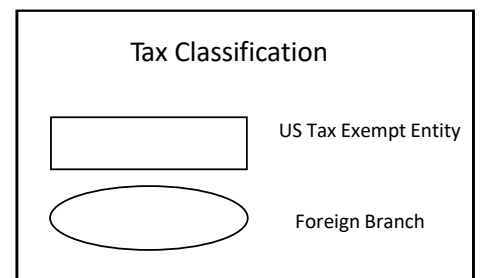 Tax Classification
US Tax Exempt Entity
Foreign Branch